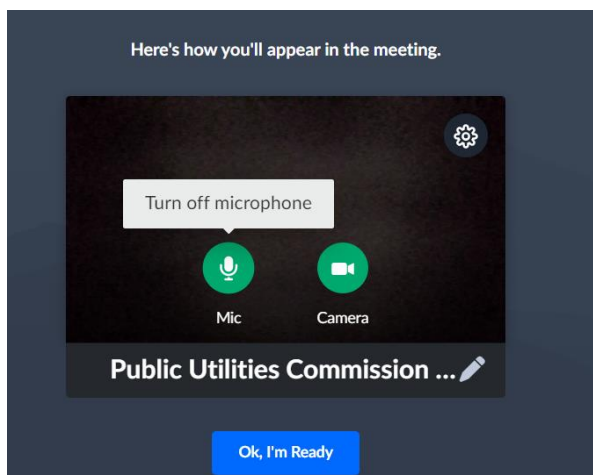 Here's how you'll appear in the meeting.
Turn off microphone
Mic
Camera
Public Utilities Commission ...
Ok, I'm Ready